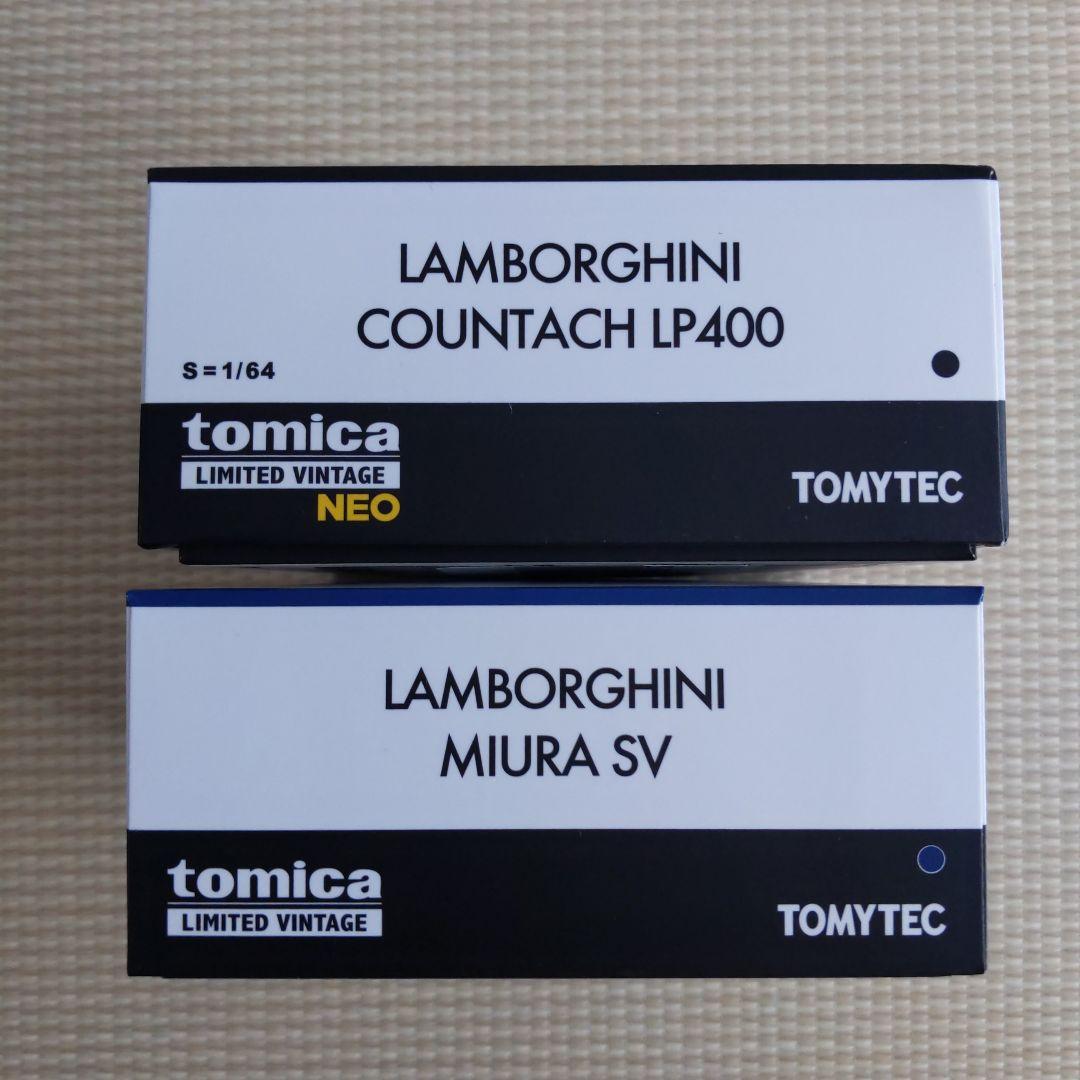 LAMBORGHINI
COUNTACH LP400
S=1/64
tomica
LIMITED VINTAGE
NEO
TOMYTEC
LAMBORGHINI
MIURA SV
tomica
LIMITED VINTAGE
TOMYTEC